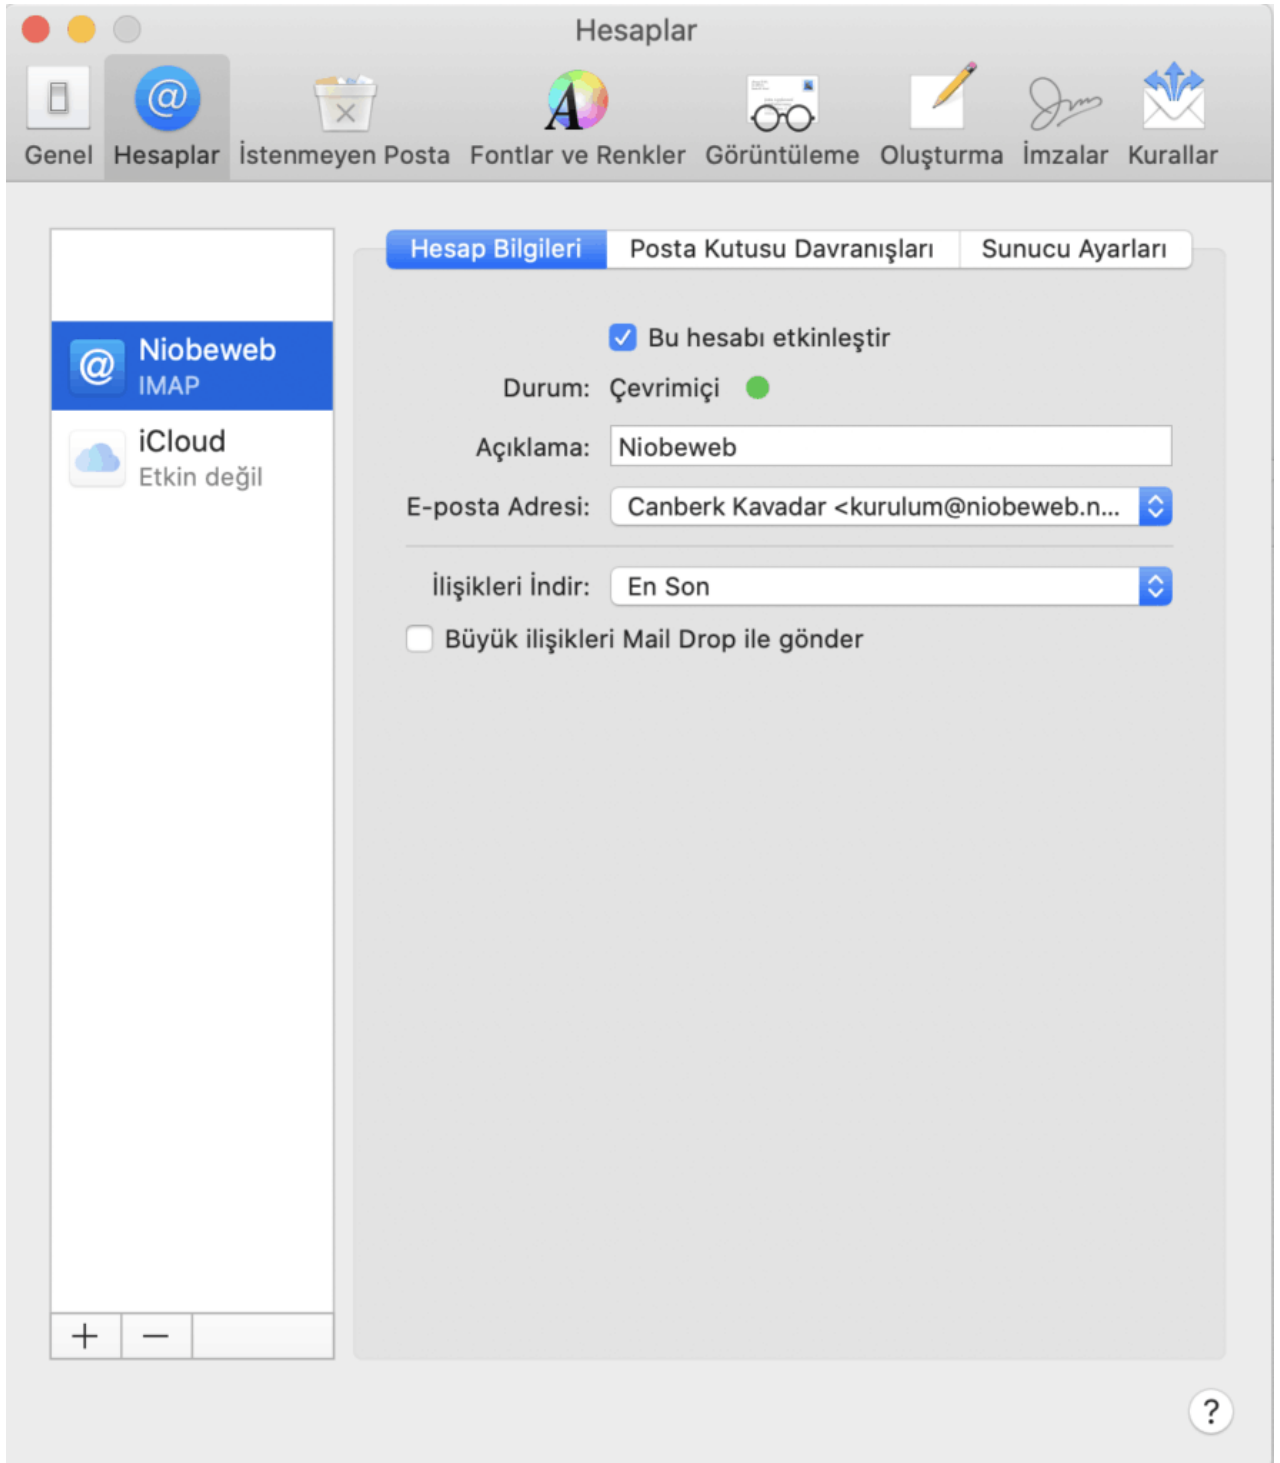 Hesaplar
Genel Hesaplar İstenmeyen Posta Fontlar ve Renkler Görüntüleme Oluşturma İmzalar Kurallar
Hesap Bilgileri Posta Kutusu Davranışları Sunucu Ayarları
Niobeweb
IMAP
iCloud
Etkin değil
Bu hesabı etkinleştir
Durum: Çevrimiçi
Açıklama: Niobeweb
E-posta Adresi: Canberk Kavadar <kurulum@niobeweb.n...
İlişikleri İndir: En Son
Büyük ilişikleri Mail Drop ile gönder
+ −
?